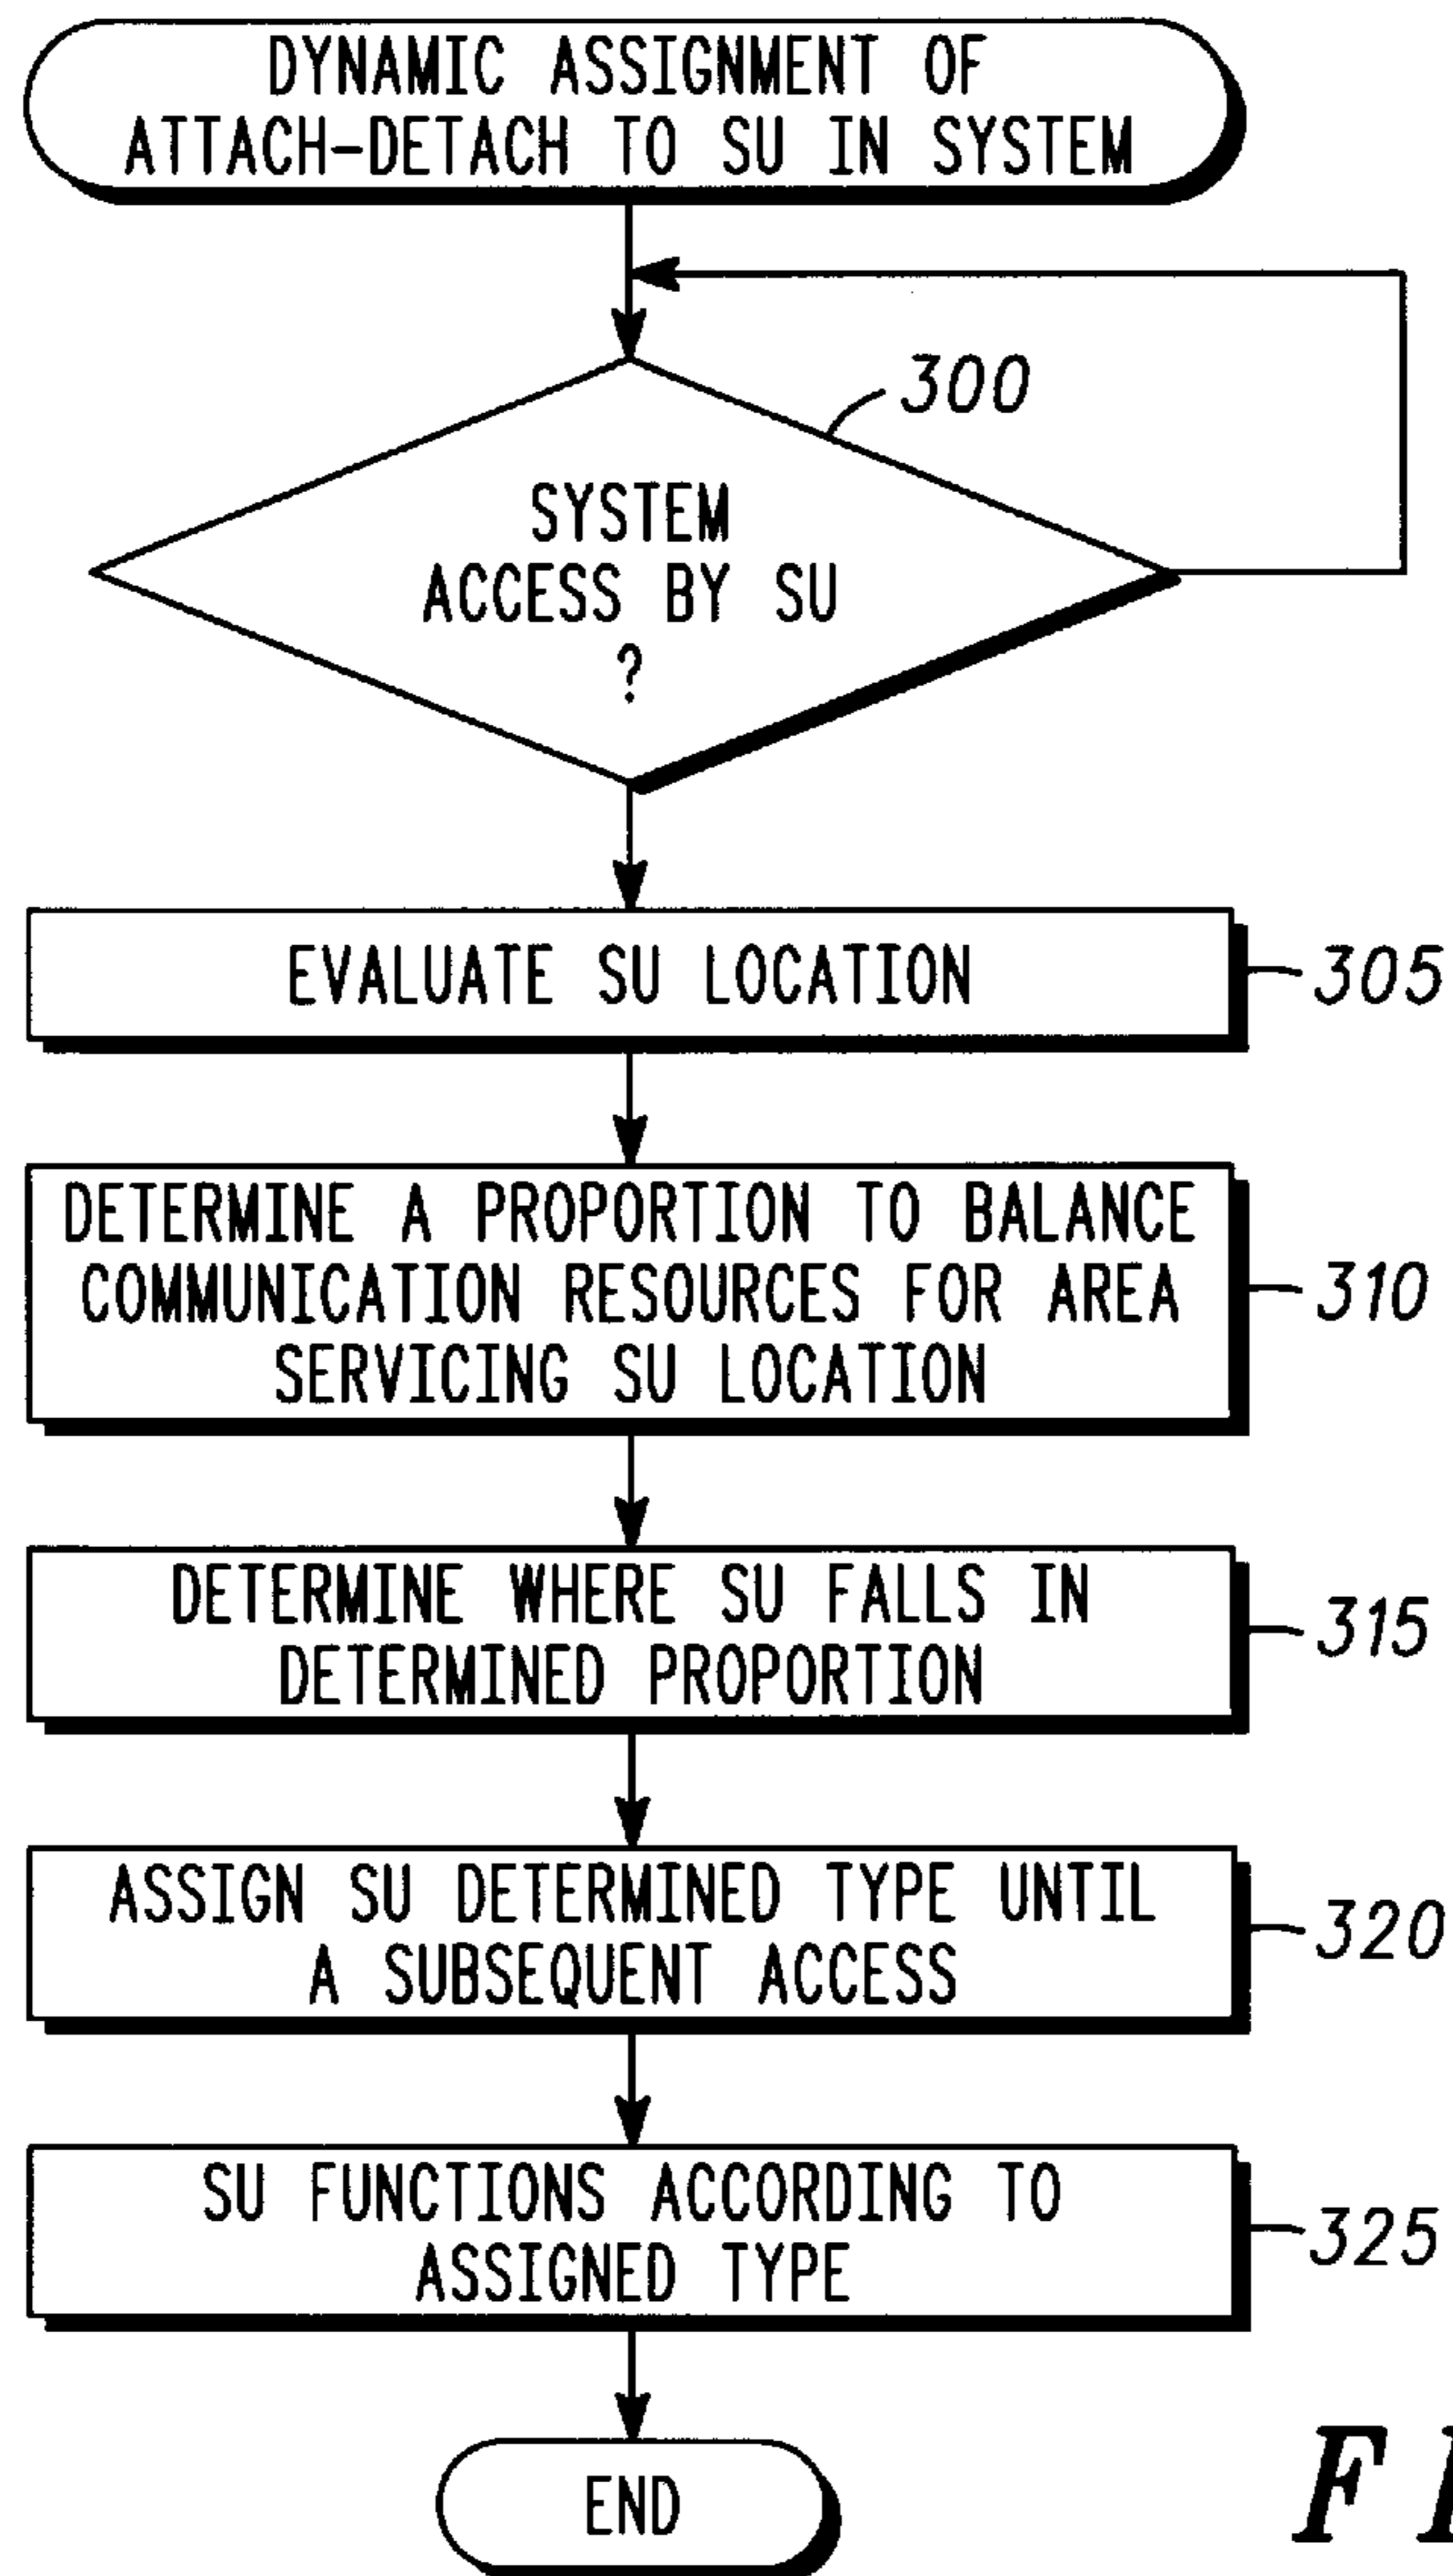 DYNAMIC ASSIGNMENT OF
ATTACH-DETACH TO SU IN SYSTEM
300
SYSTEM
ACCESS BY SU
?
EVALUATE SU LOCATION
305
DETERMINE A PROPORTION TO BALANCE
COMMUNICATION RESOURCES FOR AREA
SERVICING SU LOCATION
310
DETERMINE WHERE SU FALLS IN
DETERMINED PROPORTION
315
ASSIGN SU DETERMINED TYPE UNTIL
A SUBSEQUENT ACCESS
320
SU FUNCTIONS ACCORDING TO
ASSIGNED TYPE
325
END